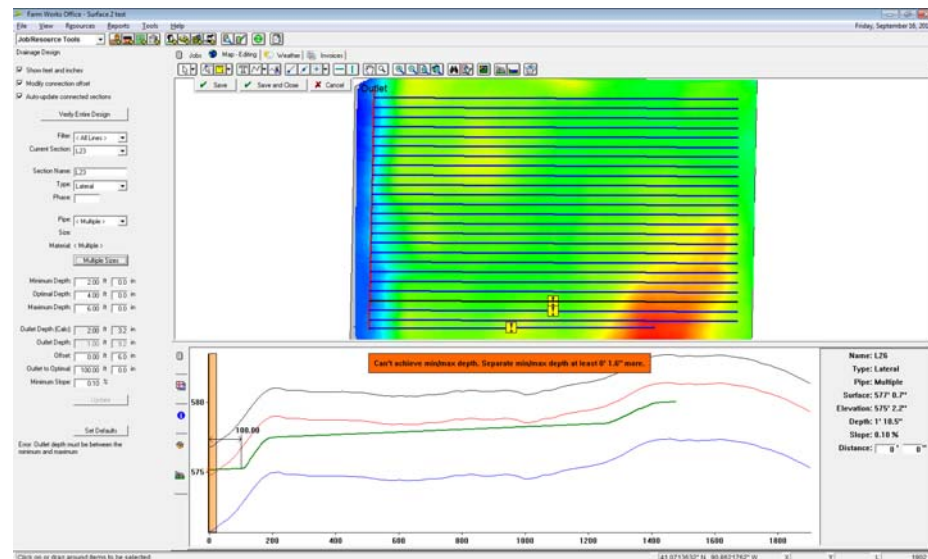 Farm Works Office - Surface 2 test
File View Resources Reports Tools Help
Friday, September 16, 201
Job/Resource Tools
Drainage Design
Jobs Map - Editing Weather Invoices
Show feet and inches
Modify connection offset
Auto-update connected sections
Save Save and Close Cancel
Outlet
Verify Entire Design
Filter: < All Lines >
Current Section: L23
Section Name: L23
Type: Lateral
Phase:
Pipe: < Multiple >
Size:
Material: < Multiple >
Multiple Sizes
Minimum Depth: 2.00 ft 0.0 in
Optimal Depth: 4.00 ft 0.0 in
Maximum Depth: 6.00 ft 0.0 in
Outlet Depth (Calc): 2.00 ft 3.2 in
Outlet Depth: 1.00 ft 9.2 in
Offset: 0.00 ft 6.0 in
Outlet to Optimal: 100.00 ft 0.0 in
Minimum Slope: 0.10 %
Update
Set Defaults
Error: Outlet depth must be between the
minimum and maximum
Can't achieve min/max depth. Separate min/max depth at least 0' 1.6" more.
580
100.00
575
0 200 400 600 800 1000 1200 1400 1600 1800
Name: L26
Type: Lateral
Pipe: Multiple
Surface: 577' 0.7"
Elevation: 575' 2.2"
Depth: 1' 10.5"
Slope: 0.10 %
Distance: 0 ' 0 "
Click on or drag around items to be selected
X Y L 1902